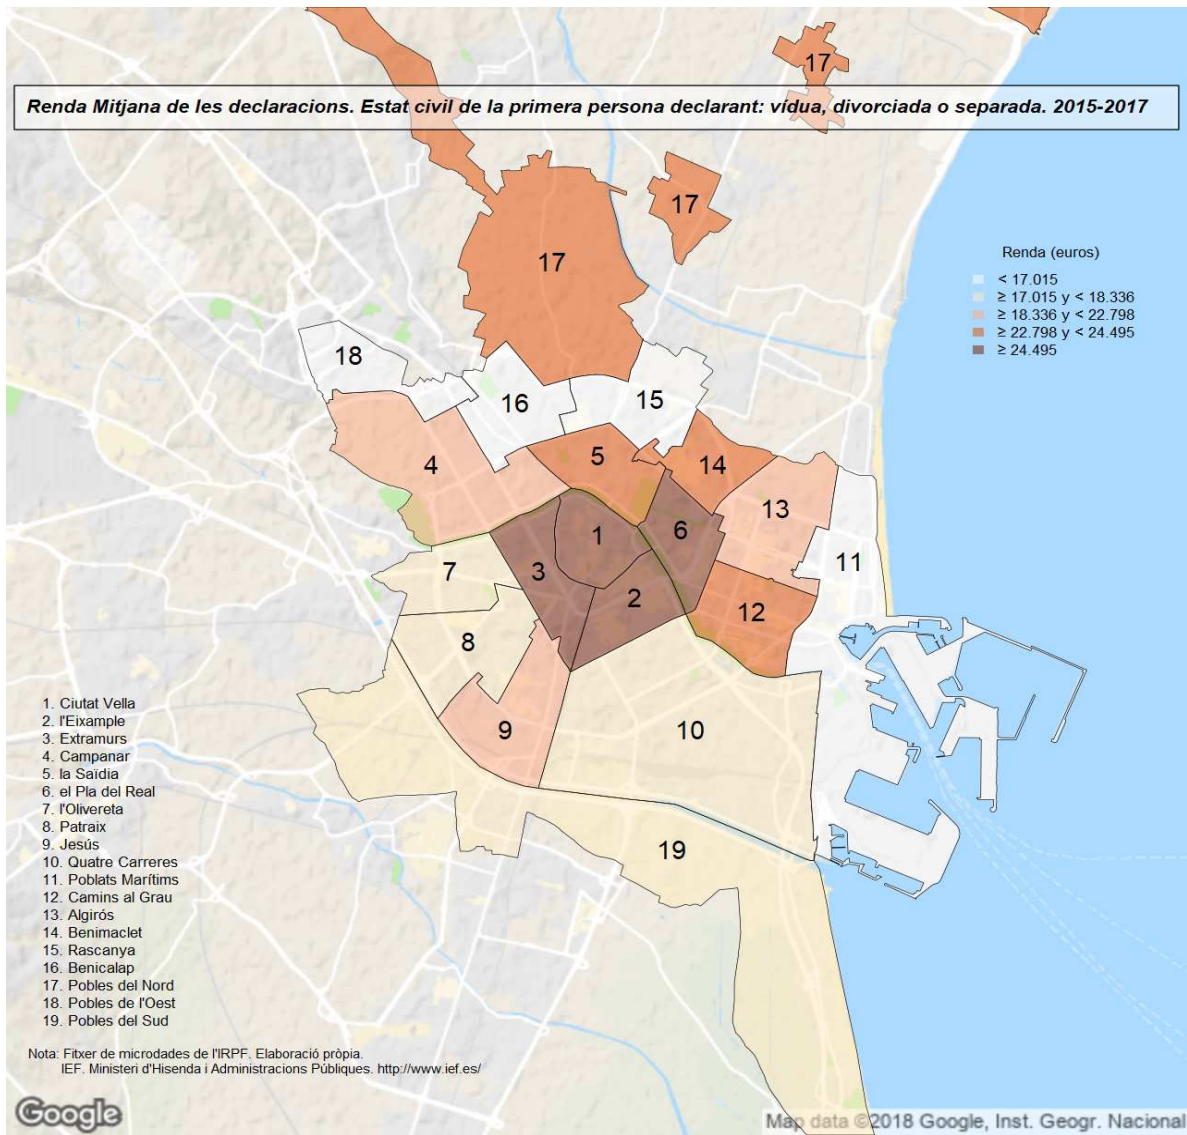 17
Renda Mitjana de les declaracions. Estat civil de la primera persona declarant: vídua, divorciada o separada. 2015-2017
17
17
Renda (euros)
< 17.015
≥ 17.015 y < 18.336
≥ 18.336 y < 22.798
≥ 22.798 y < 24.495
≥ 24.495
18
16
15
4
5
14
13
6
1
3
11
7
2
12
8
9
10
19
1. Ciutat Vella
2. l'Eixample
3. Extramurs
4. Campanar
5. la Saïdia
6. el Pla del Real
7. l'Olivereta
8. Patraix
9. Jesús
10. Quatre Carreres
11. Poblats Marítims
12. Camins al Grau
13. Algirós
14. Benimaclet
15. Rascanya
16. Benicalap
17. Pobles del Nord
18. Pobles de l'Oest
19. Pobles del Sud
Nota: Fitxer de microdades de l'IRPF. Elaboració pròpia.
IEF. Ministeri d'Hisenda i Administracions Públiques. http://www.ief.es/
Google
Map data ©2018 Google, Inst. Geogr. Nacional